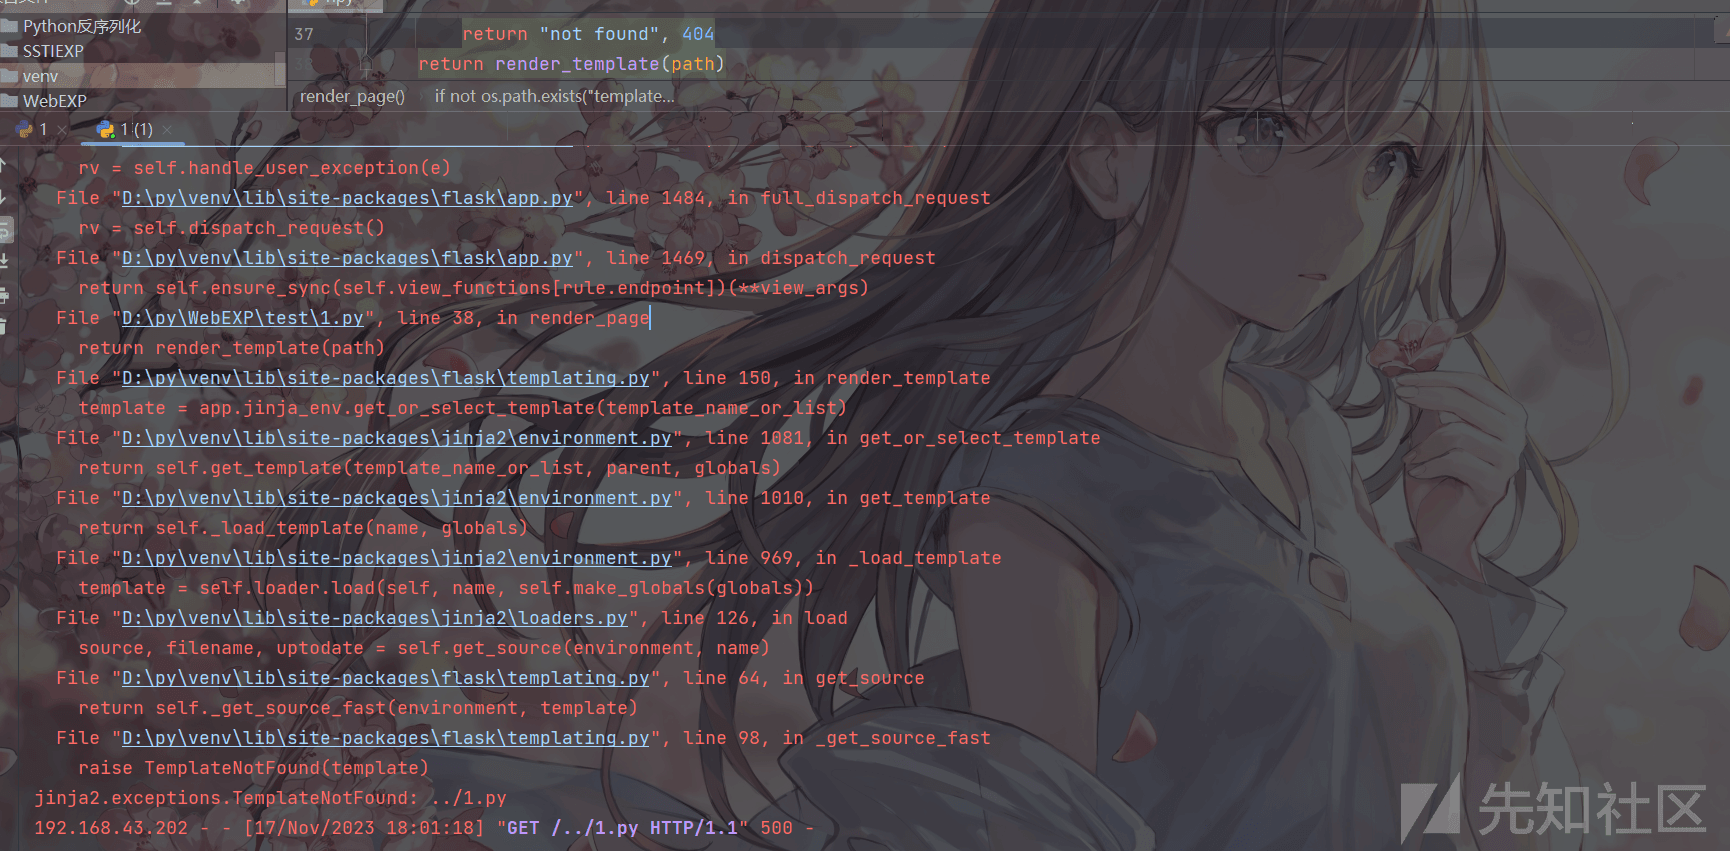 Python反序列化
SSTIEXP
venv
WebEXP
37 return "not found", 404
return render_template(path)
render_page() if not os.path.exists("template...
1 1 (1)
rv = self.handle_user_exception(e)
File "D:\py\venv\lib\site-packages\flask\app.py", line 1484, in full_dispatch_request
rv = self.dispatch_request()
File "D:\py\venv\lib\site-packages\flask\app.py", line 1469, in dispatch_request
return self.ensure_sync(self.view_functions[rule.endpoint])(**view_args)
File "D:\py\WebEXP\test\1.py", line 38, in render_page
return render_template(path)
File "D:\py\venv\lib\site-packages\flask\templating.py", line 150, in render_template
template = app.jinja_env.get_or_select_template(template_name_or_list)
File "D:\py\venv\lib\site-packages\jinja2\environment.py", line 1081, in get_or_select_template
return self.get_template(template_name_or_list, parent, globals)
File "D:\py\venv\lib\site-packages\jinja2\environment.py", line 1010, in get_template
return self._load_template(name, globals)
File "D:\py\venv\lib\site-packages\jinja2\environment.py", line 969, in _load_template
template = self.loader.load(self, name, self.make_globals(globals))
File "D:\py\venv\lib\site-packages\jinja2\loaders.py", line 126, in load
source, filename, uptodate = self.get_source(environment, name)
File "D:\py\venv\lib\site-packages\flask\templating.py", line 64, in get_source
return self._get_source_fast(environment, template)
File "D:\py\venv\lib\site-packages\flask\templating.py", line 98, in _get_source_fast
raise TemplateNotFound(template)
jinja2.exceptions.TemplateNotFound: ../1.py
192.168.43.202 - - [17/Nov/2023 18:01:18] "GET /../1.py HTTP/1.1" 500 -
先知社区